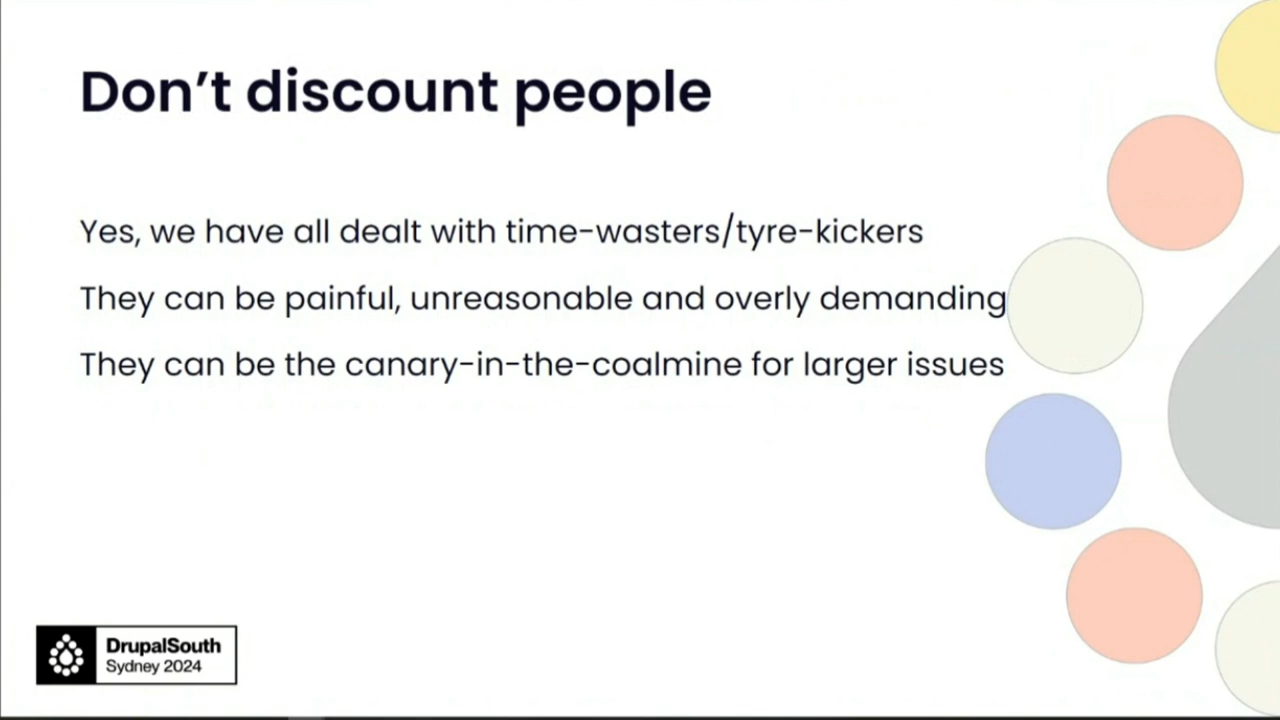 Don’t discount people
Yes, we have all dealt with time-wasters/tyre-kickers
They can be painful, unreasonable and overly demanding
They can be the canary-in-the-coalmine for larger issues
DrupalSouth
Sydney 2024